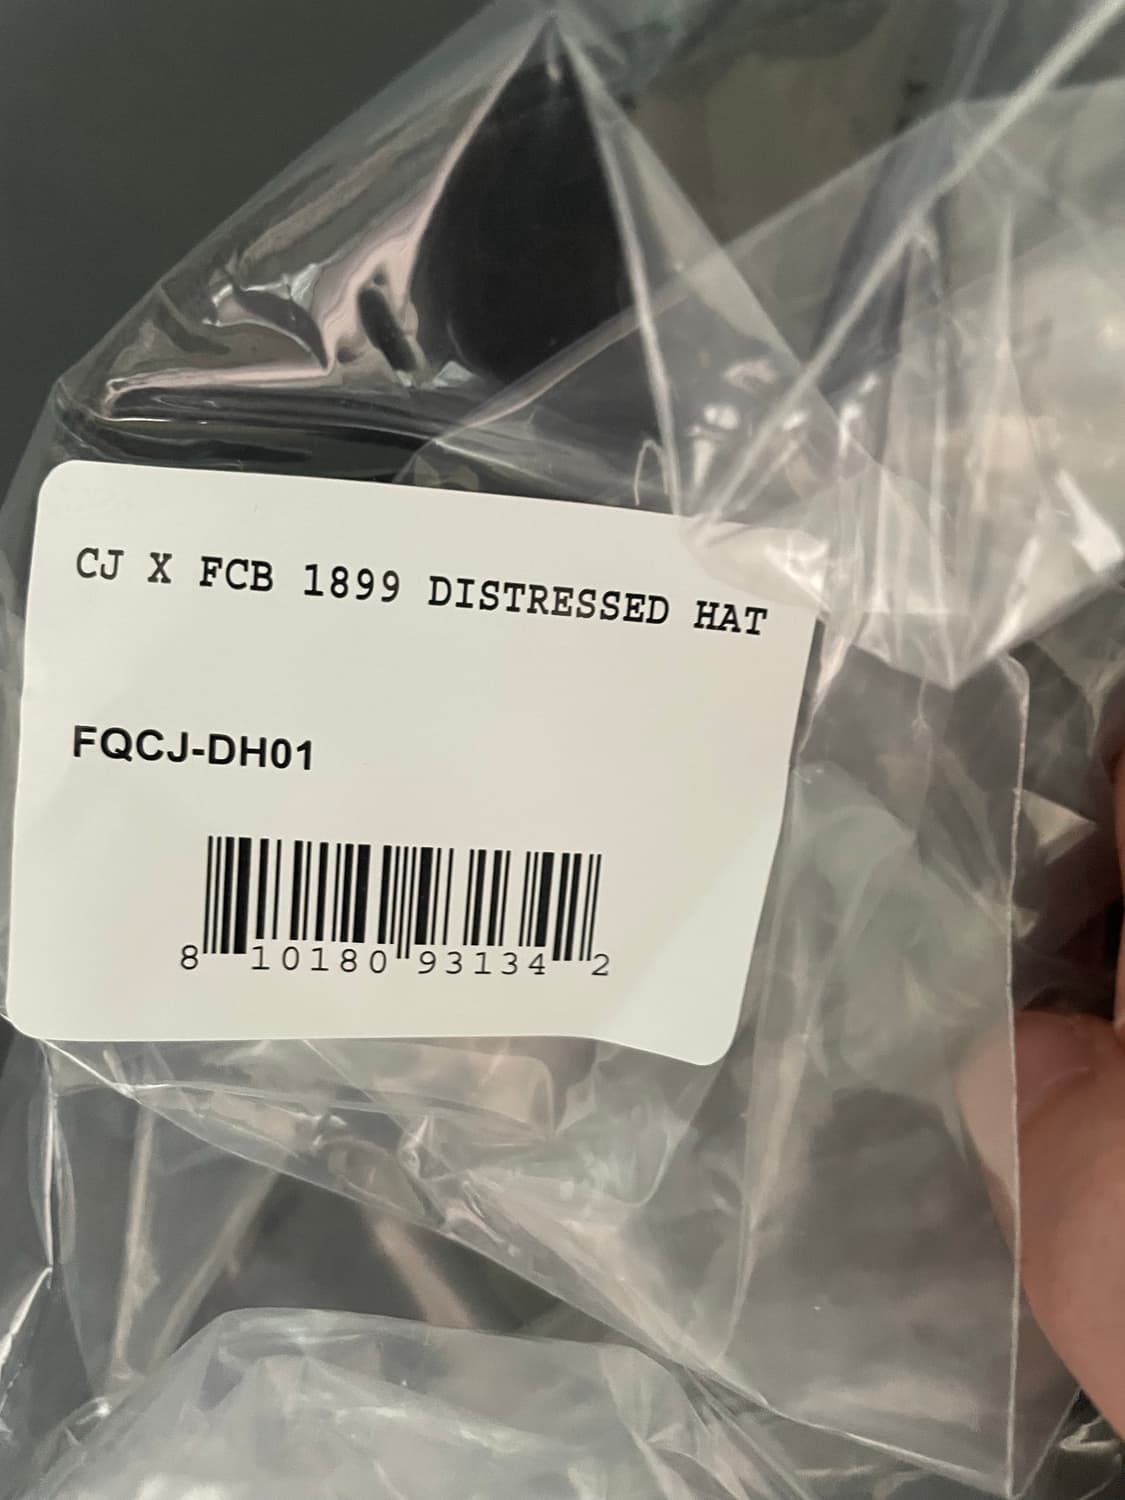 CJ X FCB 1899 DISTRESSED HAT
FQCJ-DH01
8 10180 93134 2